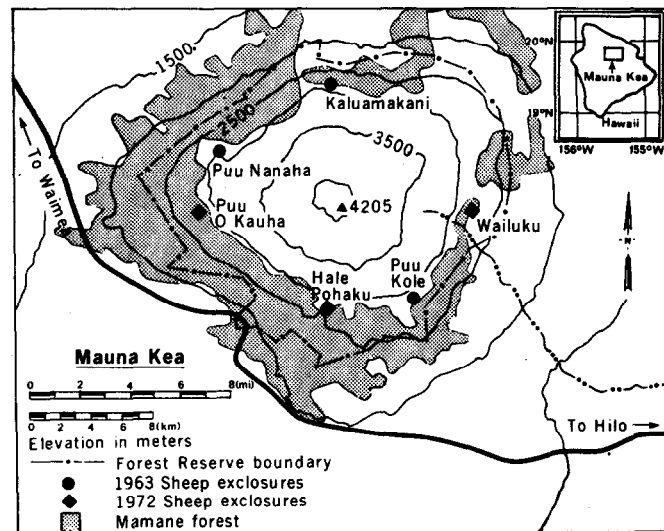 1500
2500
3500
4205
Kaluamakani
Puu Nanaha
Puu
O Kauha
Wailuku
Hale
Pohaku
Puu
Kole
To Waimea
To Hilo
20°N
19°N
Mauna Kea
Hawaii
156°W
155°W
N
Mauna Kea
0 2 4 6 8(mi)
0 2 4 6 8(km)
Elevation in meters
Forest Reserve boundary
1963 Sheep exclosures
1972 Sheep exclosures
Mamane forest